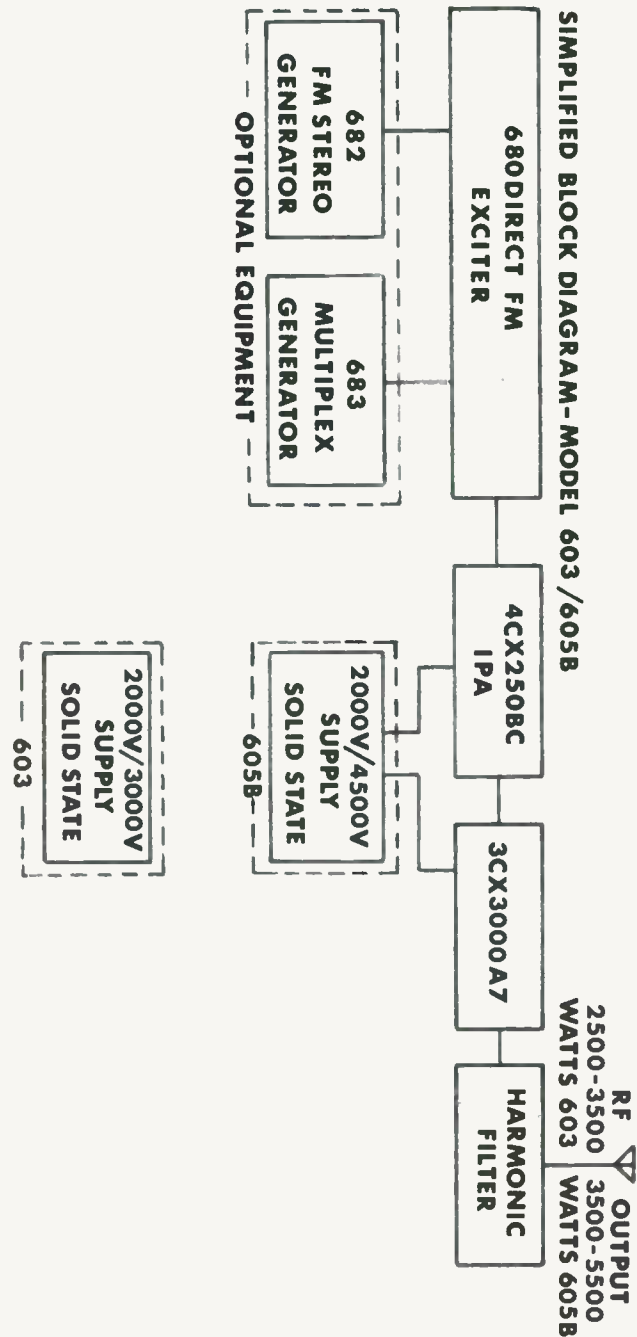 SIMPLIFIED BLOCK DIAGRAM-MODEL 603/605B
RF OUTPUT
2500-3500 3500-5500
WATTS 603 WATTS 605B
680DIRECT FM
EXCITER
4CX250BC
IPA
3CX3000A7
HARMONIC
FILTER
682
FM STEREO
GENERATOR
683
MULTIPLEX
GENERATOR
OPTIONAL EQUIPMENT
2000V/4500V
SUPPLY
SOLID STATE
605B
2000V/3000V
SUPPLY
SOLID STATE
603